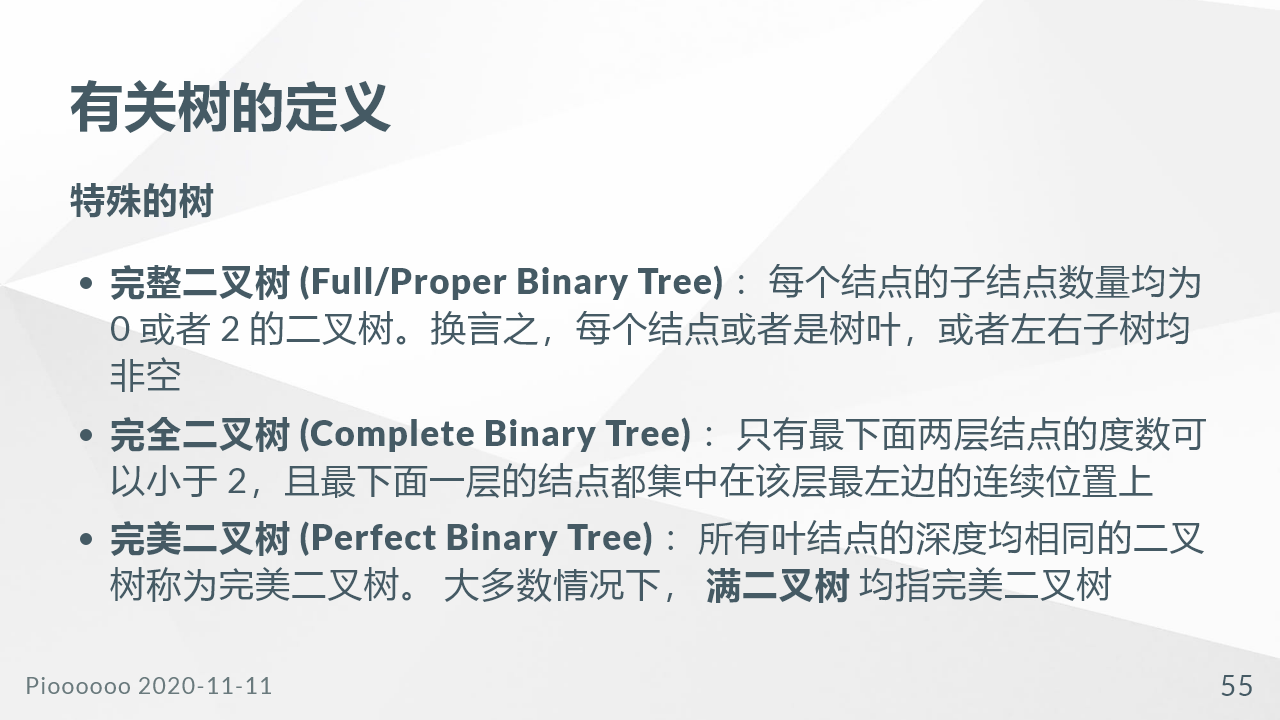 有关树的定义
特殊的树
• 完整二叉树 (Full/Proper Binary Tree) ：每个结点的子结点数量均为
0 或者 2 的二叉树。换言之，每个结点或者是树叶，或者左右子树均
非空
• 完全二叉树 (Complete Binary Tree) ：只有最下面两层结点的度数可
以小于 2，且最下面一层的结点都集中在该层最左边的连续位置上
• 完美二叉树 (Perfect Binary Tree) ：所有叶结点的深度均相同的二叉
树称为完美二叉树。 大多数情况下， 满二叉树 均指完美二叉树
Pioooooo 2020-11-11
55